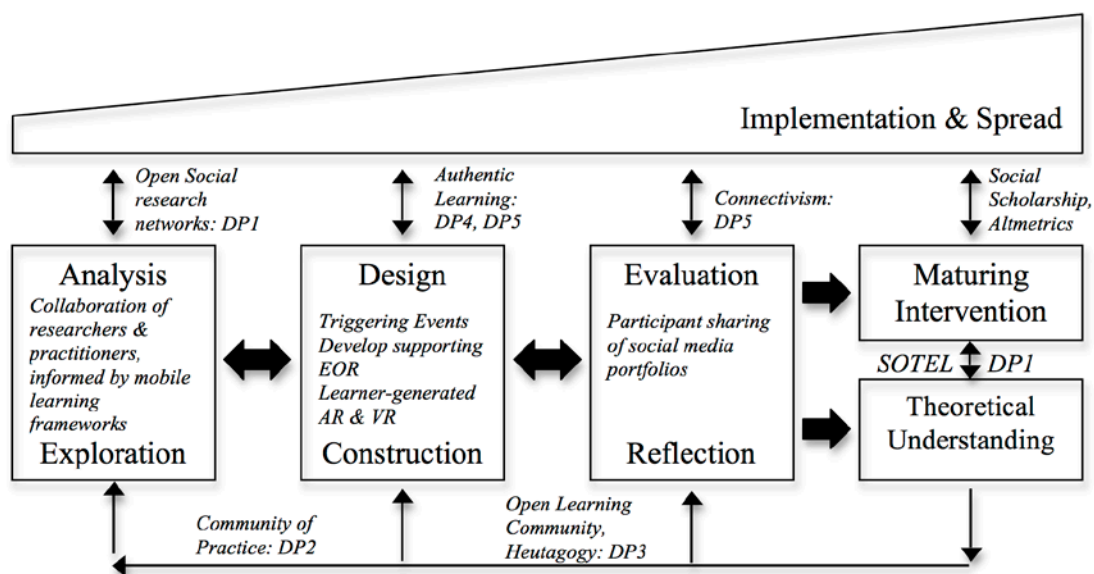 Implementation & Spread
Open Social
research
networks: DP1
Authentic
Learning:
DP4, DP5
Connectivism:
DP5
Social
Scholarship,
Altmetrics
Analysis
Collaboration of
researchers &
practitioners,
informed by mobile
learning
frameworks
Exploration
Design
Triggering Events
Develop supporting
EOR
Learner-generated
AR & VR
Construction
Evaluation
Participant sharing
of social media
portfolios
Reflection
Maturing
Intervention
SOTEL DP1
Theoretical
Understanding
Community of
Practice: DP2
Open Learning
Community,
Heutagogy: DP3